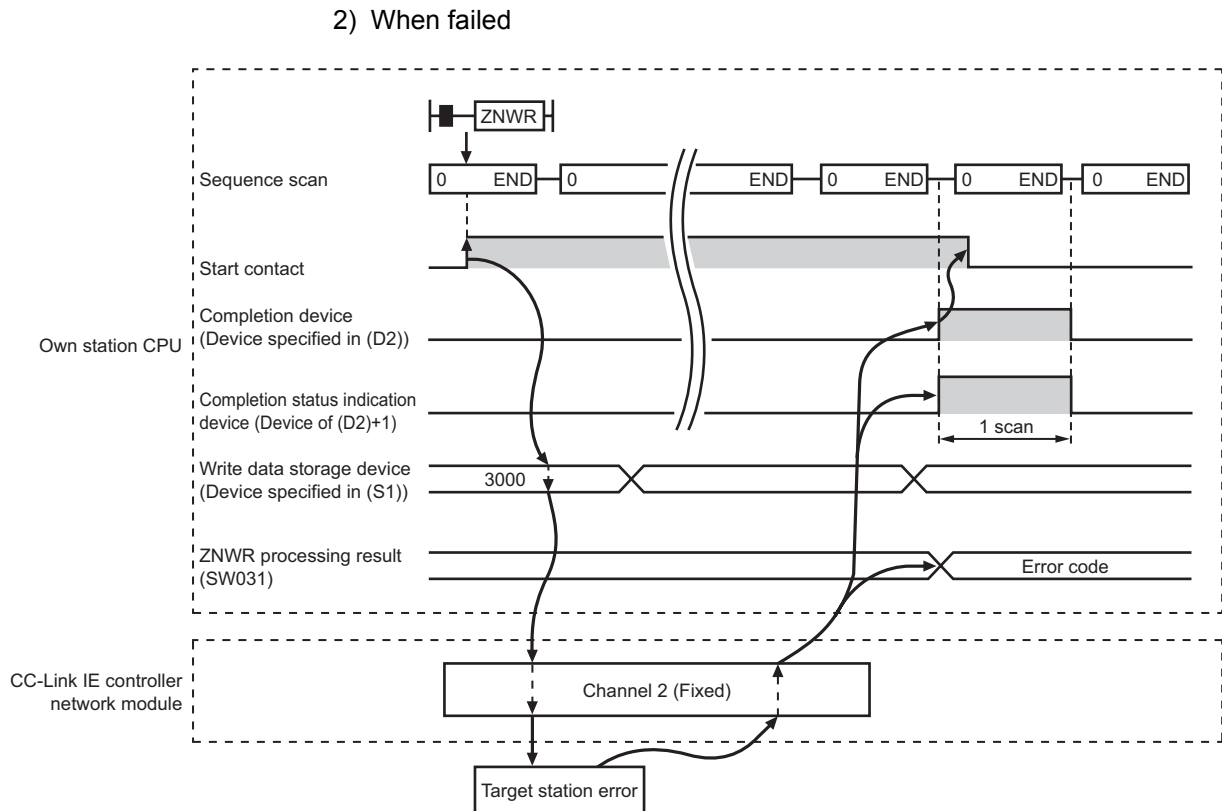 2) When failed
ZNWR
Sequence scan
0 END 0 END 0 END 0 END 0 END
Start contact
Completion device
(Device specified in (D2))
Own station CPU
Completion status indication
device (Device of (D2)+1)
1 scan
Write data storage device
(Device specified in (S1))
3000
ZNWR processing result
(SW031)
Error code
CC-Link IE controller
network module
Channel 2 (Fixed)
Target station error